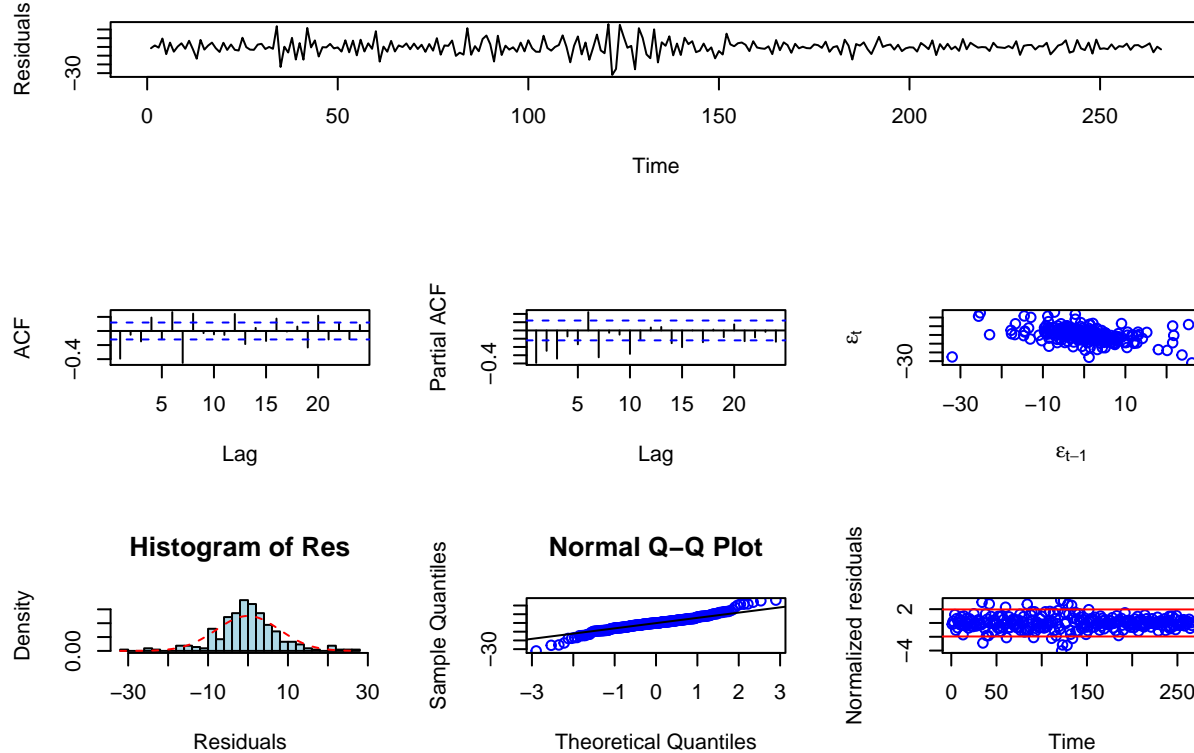 Residuals
-30
0 50 100 150 200 250
Time
ACF
-0.4
5 10 15 20
Lag
Partial ACF
-0.4
5 10 15 20
Lag
εt
-30
-30 -10 10
εt−1
Histogram of Res
Density
0.00
-30 -10 10 30
Residuals
Normal Q−Q Plot
Sample Quantiles
-30
-3 -2 -1 0 1 2 3
Theoretical Quantiles
Normalized residuals
2
-4
0 50 150 250
Time